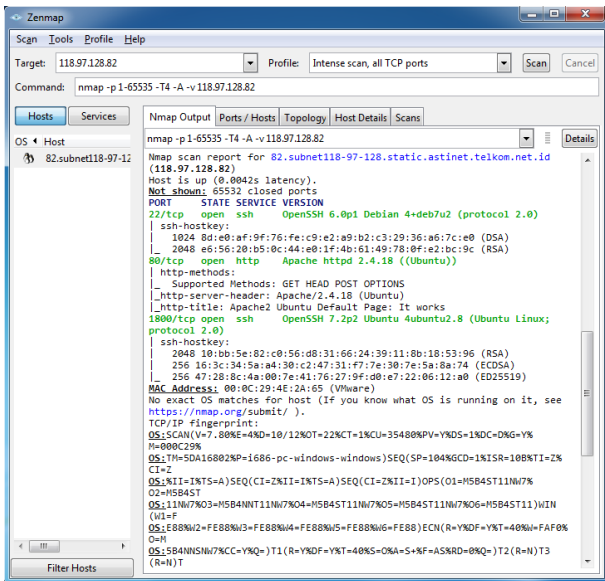 Zenmap
Scan Tools Profile Help
Target: 118.97.128.82 Profile: Intense scan, all TCP ports Scan Cancel
Command: nmap -p 1-65535 -T4 -A -v 118.97.128.82
Hosts Services
Nmap Output Ports / Hosts Topology Host Details Scans
OS Host
nmap -p 1-65535 -T4 -A -v 118.97.128.82 Details
82.subnet118-97-12
Nmap scan report for 82.subnet118-97-128.static.astinet.telkom.net.id
(118.97.128.82)
Host is up (0.0042s latency).
Not shown: 65532 closed ports
PORT STATE SERVICE VERSION
22/tcp open ssh OpenSSH 6.0p1 Debian 4+deb7u2 (protocol 2.0)
| ssh-hostkey:
| 1024 8d:e0:af:9f:76:fe:c9:e2:a9:b2:c3:29:36:a6:7c:e0 (DSA)
|_ 2048 e6:56:20:b5:0c:44:e0:1f:4b:61:49:78:0f:e2:bc:9c (RSA)
80/tcp open http Apache httpd 2.4.18 ((Ubuntu))
| http-methods:
|_ Supported Methods: GET HEAD POST OPTIONS
|_http-server-header: Apache/2.4.18 (Ubuntu)
|_http-title: Apache2 Ubuntu Default Page: It works
1800/tcp open ssh OpenSSH 7.2p2 Ubuntu 4ubuntu2.8 (Ubuntu Linux;
protocol 2.0)
| ssh-hostkey:
| 2048 10:bb:5e:82:c0:56:d8:31:66:24:39:11:8b:18:53:96 (RSA)
| 256 16:3c:34:5a:a4:30:c2:47:31:f7:7e:30:7e:5a:8a:74 (ECDSA)
|_ 256 47:28:8c:4a:00:7e:41:76:27:9f:d0:e7:22:06:12:a0 (ED25519)
MAC Address: 00:0C:29:4E:2A:65 (VMware)
No exact OS matches for host (If you know what OS is running on it, see
https://nmap.org/submit/ ).
TCP/IP fingerprint:
OS:SCAN(V=7.80%E=4%D=10/12%OT=22%CT=1%CU=35480%PV=Y%DS=1%DC=D%G=Y%
M=000C29%
OS:TM=5DA16802%P=i686-pc-windows-windows)SEQ(SP=104%GCD=1%ISR=10B%TI=Z%
CI=Z
OS:%II=I%TS=A)SEQ(CI=Z%II=I%TS=A)SEQ(CI=Z%II=I)OPS(O1=M5B4ST11NW7%
O2=M5B4ST
OS:11NW7%O3=M5B4NNT11NW7%O4=M5B4ST11NW7%O5=M5B4ST11NW7%O6=M5B4ST11)WIN
(W1=F
OS:E88%W2=FE88%W3=FE88%W4=FE88%W5=FE88%W6=FE88)ECN(R=Y%DF=Y%T=40%W=FAF0%
O=M
OS:5B4NNSNW7%CC=Y%Q=)T1(R=Y%DF=Y%T=40%S=O%A=S+%F=AS%RD=0%Q=)T2(R=N)T3
(R=N)T
Filter Hosts